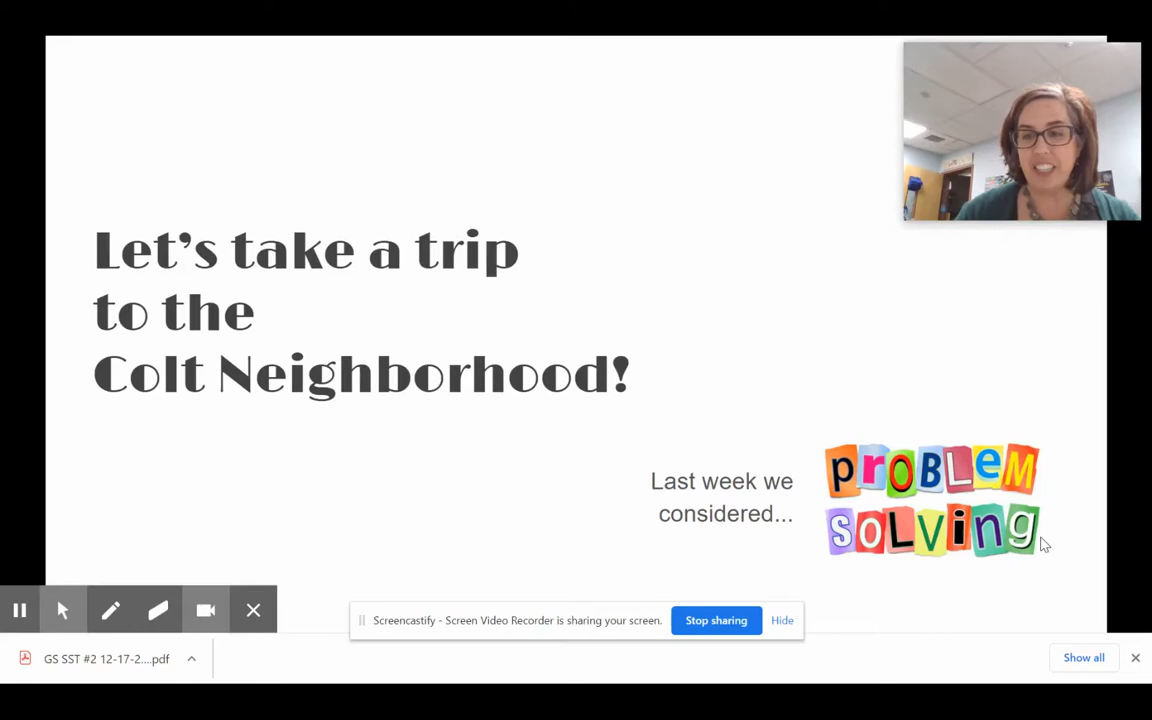 Let's take a trip
to the
Colt Neighborhood!
Last week we
considered...
prOBLeM
SOLVing
Screencastify - Screen Video Recorder is sharing your screen.
Stop sharing
Hide
GS SST #2 12-17-2....pdf
Show all